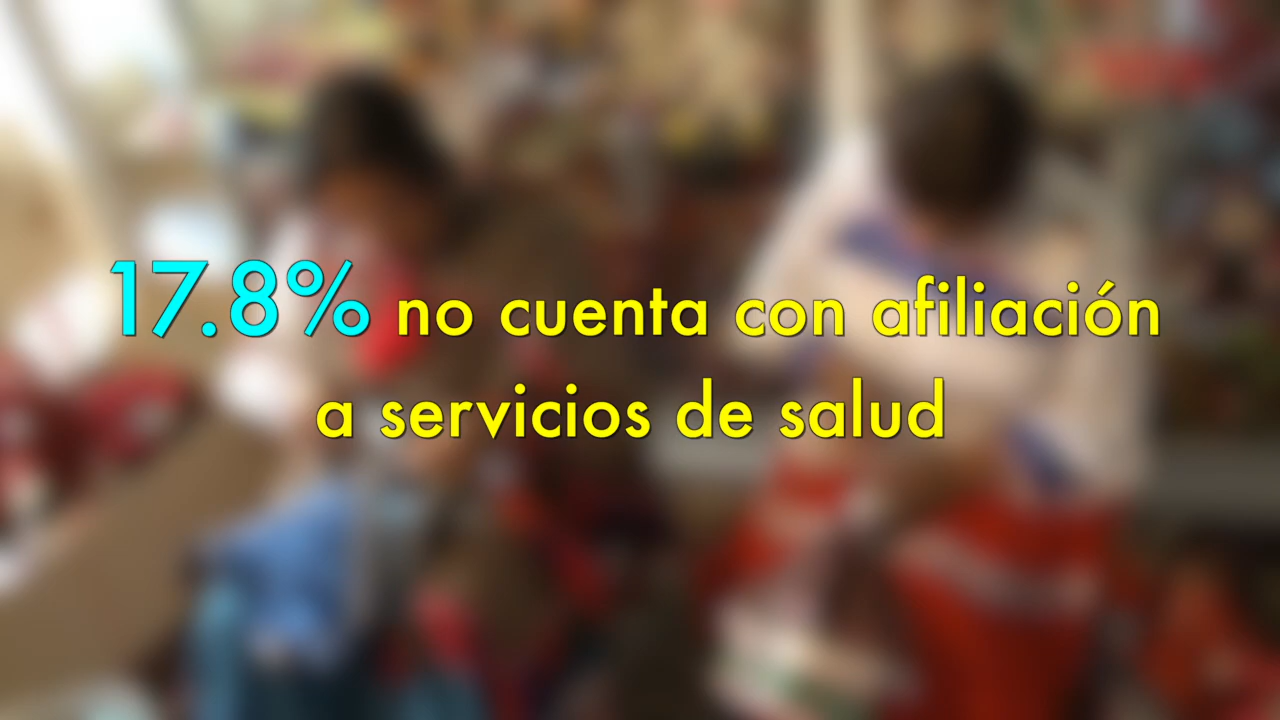 17.8% no cuenta con afiliación
a servicios de salud